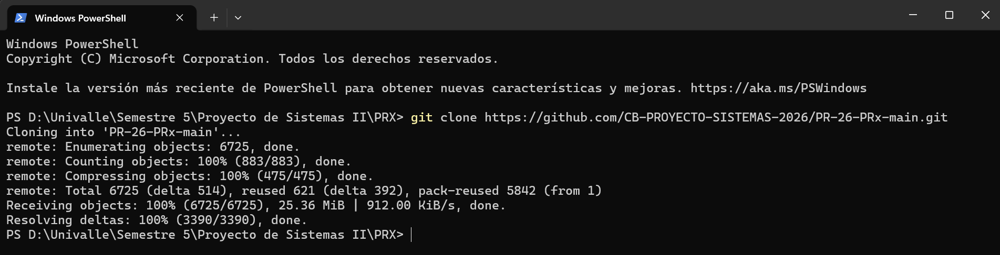 Windows PowerShell
Windows PowerShell
Copyright (C) Microsoft Corporation. Todos los derechos reservados.
Instale la versión más reciente de PowerShell para obtener nuevas características y mejoras. https://aka.ms/PSWindows
PS D:\Univalle\Semestre 5\Proyecto de Sistemas II\PRX> git clone https://github.com/CB-PROYECTO-SISTEMAS-2026/PR-26-PRx-main.git
Cloning into 'PR-26-PRx-main'...
remote: Enumerating objects: 6725, done.
remote: Counting objects: 100% (883/883), done.
remote: Compressing objects: 100% (475/475), done.
remote: Total 6725 (delta 514), reused 621 (delta 392), pack-reused 5842 (from 1)
Receiving objects: 100% (6725/6725), 25.36 MiB | 912.00 KiB/s, done.
Resolving deltas: 100% (3390/3390), done.
PS D:\Univalle\Semestre 5\Proyecto de Sistemas II\PRX>